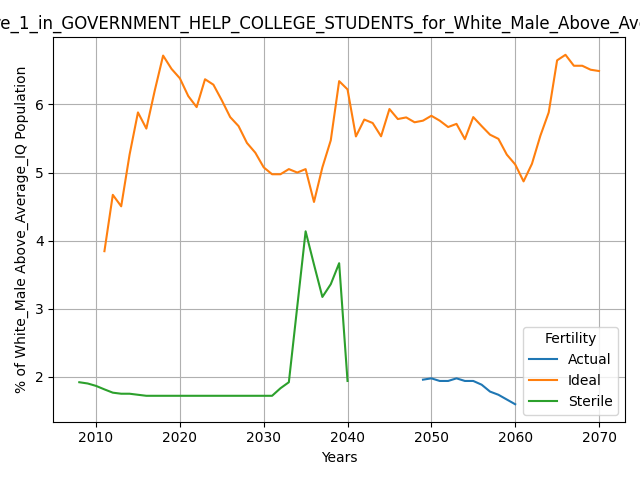 re_1_in_GOVERNMENT_HELP_COLLEGE_STUDENTS_for_White_Male_Above_Ave
% of White_Male Above_Average_IQ Population
6
5
4
3
2
Fertility
Actual
Ideal
Sterile
2010 2020 2030 2040 2050 2060 2070
Years